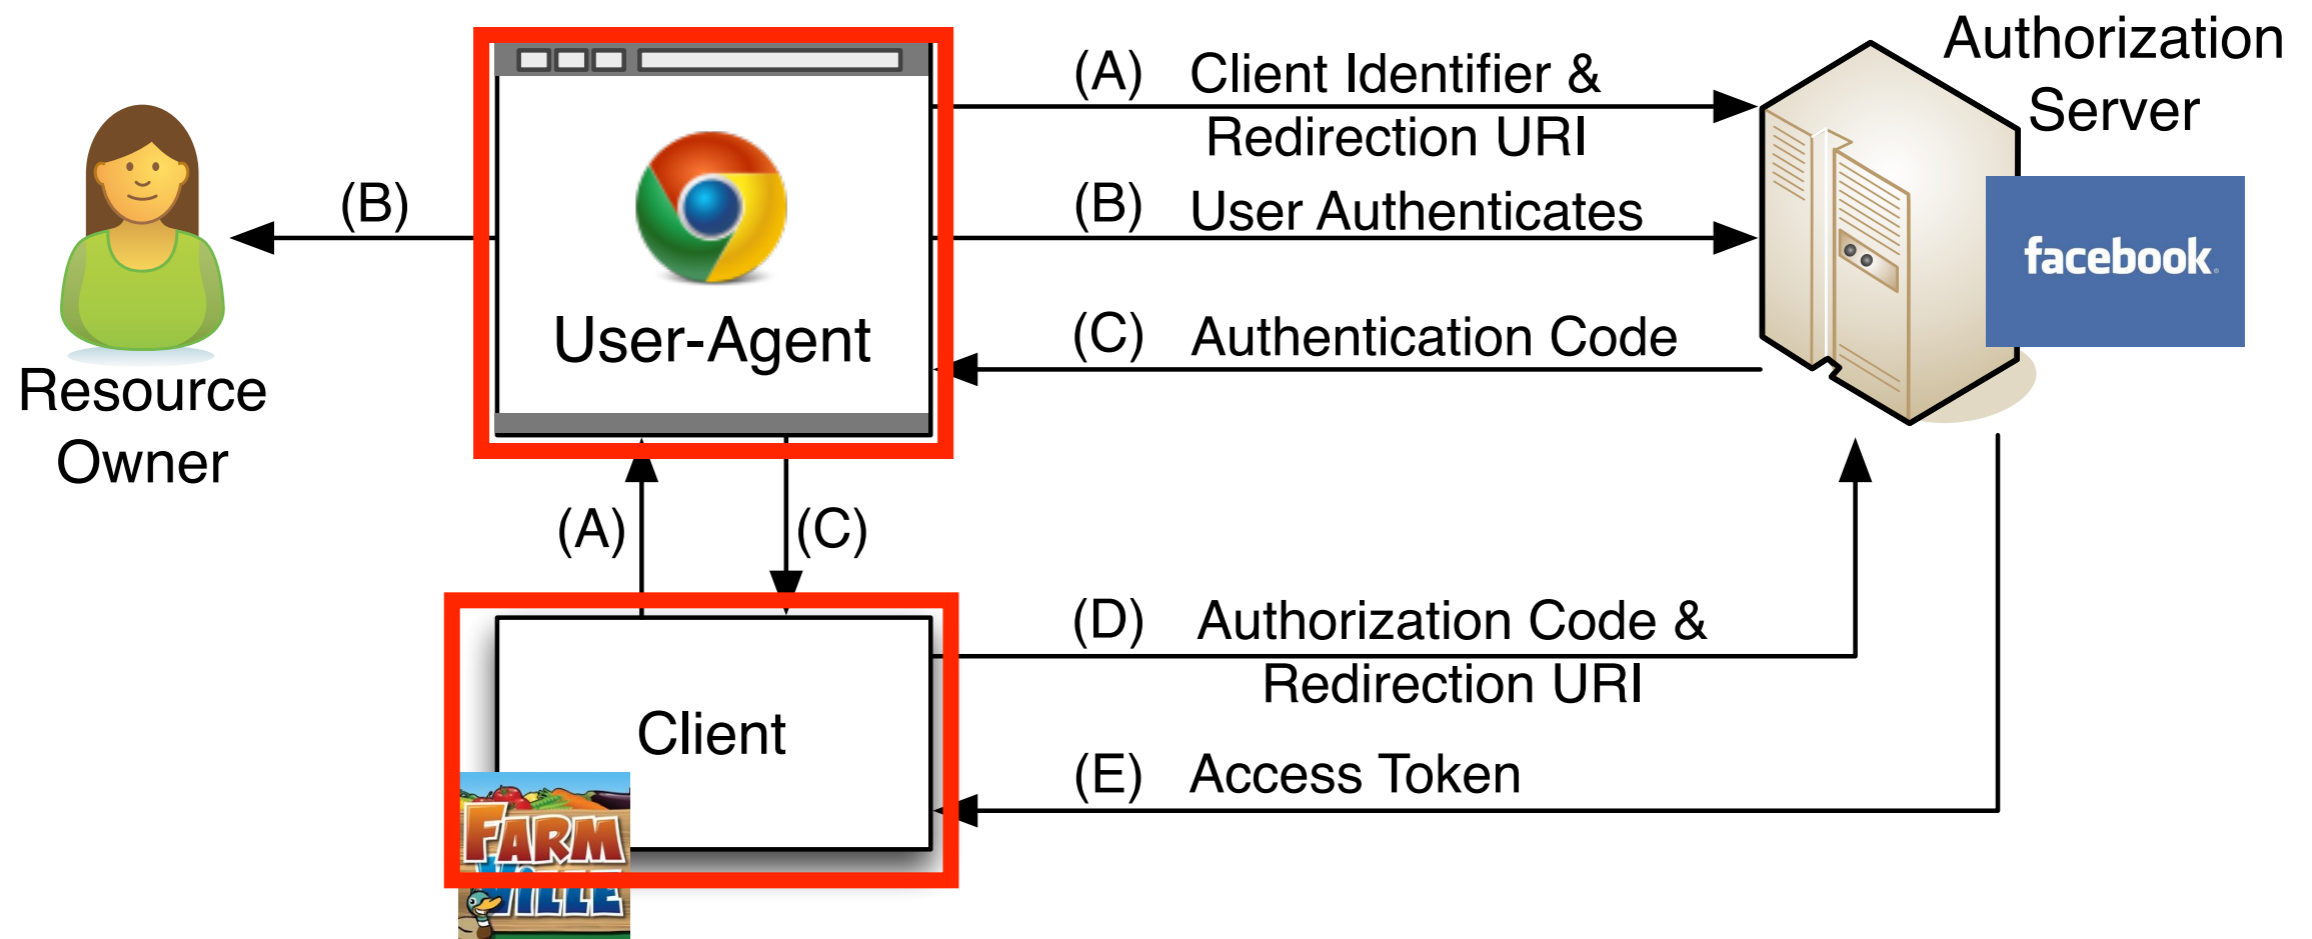 Authorization
Server
(A) Client Identifier &
Redirection URI
(B)
(B) User Authenticates
facebook
(C) Authentication Code
User-Agent
Resource
Owner
(A)
(C)
(D) Authorization Code &
Redirection URI
Client
(E) Access Token
FARM
VILLE